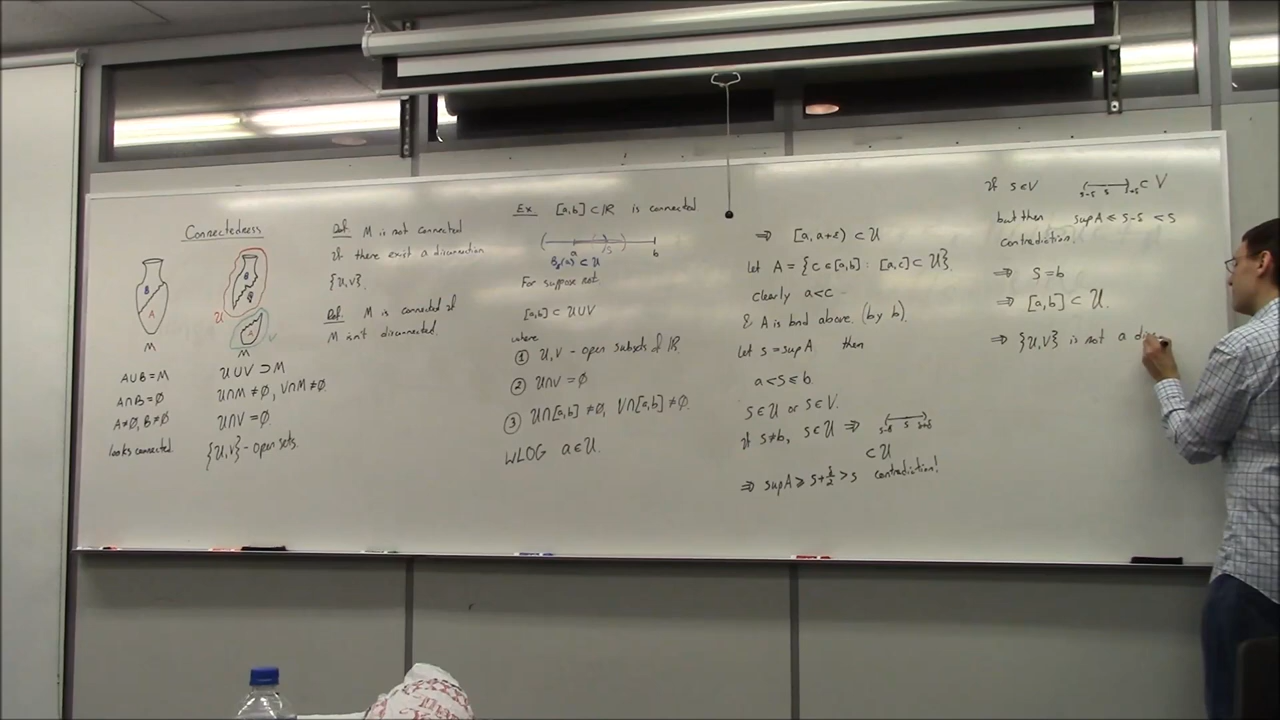 Connectedness
B
A
M
A∪B = M
A∩B = ∅
A ≠ ∅, B ≠ ∅
looks connected.
B
U
A
V
M
U∪V ⊃ M
U∩M ≠ ∅, V∩M ≠ ∅
U∩V = ∅.
{U,V} - open sets.
Def. M is not connected
if there exist a disconnection
{U,V}.
Def. M is connected if
M isn't disconnected
Ex. [a,b] ⊂ ℝ is connected
a
b
⊂ U
For suppose not.
[a,b] ⊂ U∪V
where
① U,V - open subsets of ℝ.
② U∩V = ∅
③ U∩[a,b] ≠ ∅, V∩[a,b] ≠ ∅.
WLOG a ∈ U.
⇒ [a, a+ε) ⊂ U
let A = {c ∈ [a,b] : [a,c] ⊂ U}.
clearly a<c
& A is bnd above. (by b).
let s = sup A then
a < s ≤ b.
s ∈ U or s ∈ V.
if s≠b, s ∈ U ⇒ s-δ s s+δ
⊂ U
⇒ sup A ≥ s+δ/2 > s contradiction!
if s ∈ V s-δ s s+δ ⊂ V
but then sup A ≤ s-δ < s
contradiction.
⇒ s=b
⇒ [a,b] ⊂ U.
⇒ {U,V} is not a dis